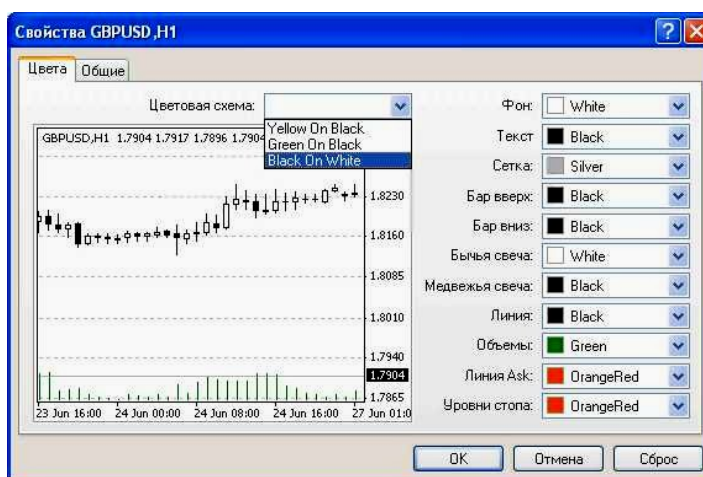 Свойства GBPUSD,H1
Цвета Общие
Цветовая схема:
Yellow On Black
Green On Black
Black On White
GBPUSD,H1 1.7904 1.7917 1.7896 1.7904
1.8230
1.8160
1.8085
1.8010
1.7940
1.7904
1.7865
23 Jun 16:00 24 Jun 00:00 24 Jun 08:00 24 Jun 16:00 27 Jun 01:0
Фон: White
Текст Black
Сетка: Silver
Бар вверх: Black
Бар вниз: Black
Бычья свеча: White
Медвежья свеча: Black
Линия: Black
Объемы: Green
Линия Ask: OrangeRed
Уровни стопа: OrangeRed
OK Отмена Сброс